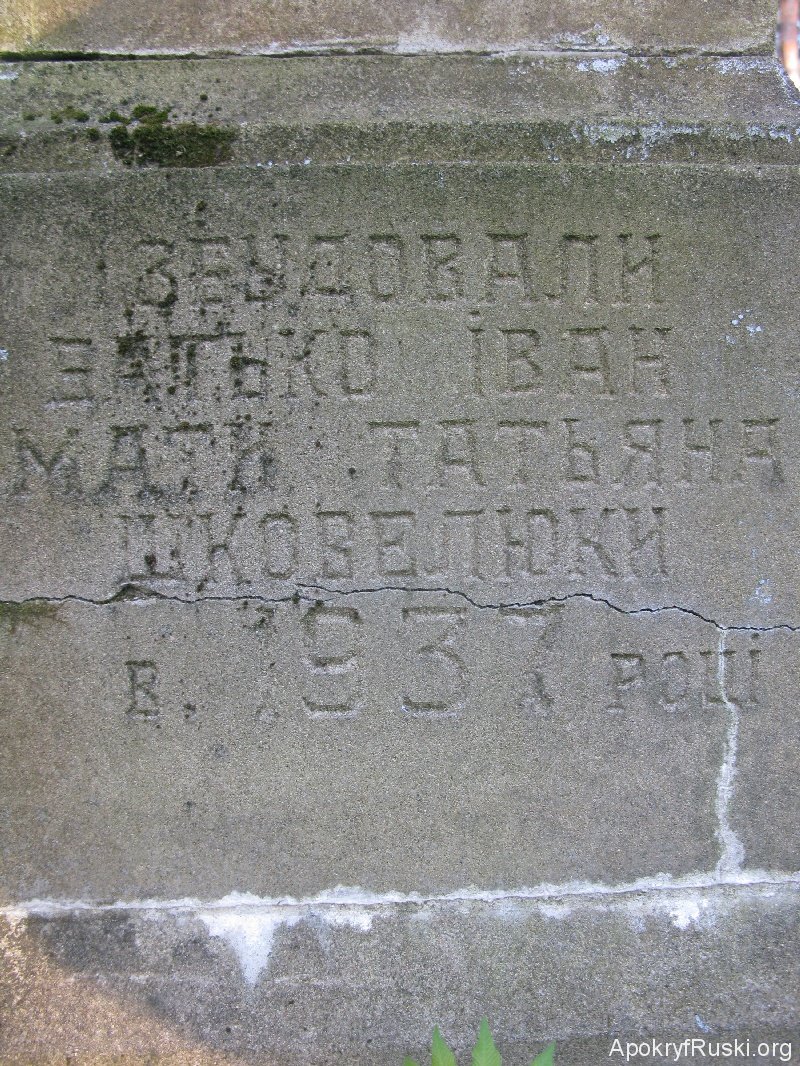 ЗБУДОВАЛИ
БАТЬКО ІВАН
МАТИ ТАТЬЯНА
ШКОВЕЛЮКИ
в. 1937 РОЦІ
ApokryfRuski.org